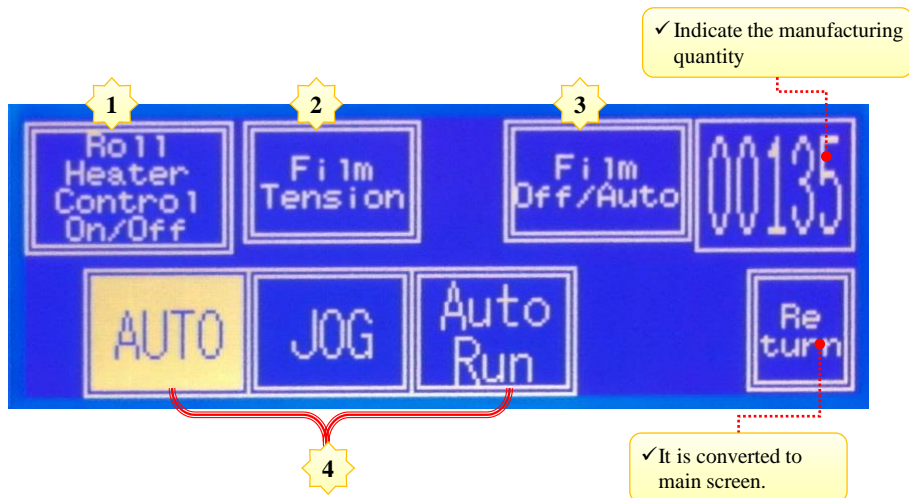 ✓ Indicate the manufacturing
quantity
1
2
3
Roll
Heater
Control
On/Off
Film
Tension
Film
Off/Auto
00135
AUTO
JOG
Auto
Run
Re
turn
4
✓ It is converted to
main screen.